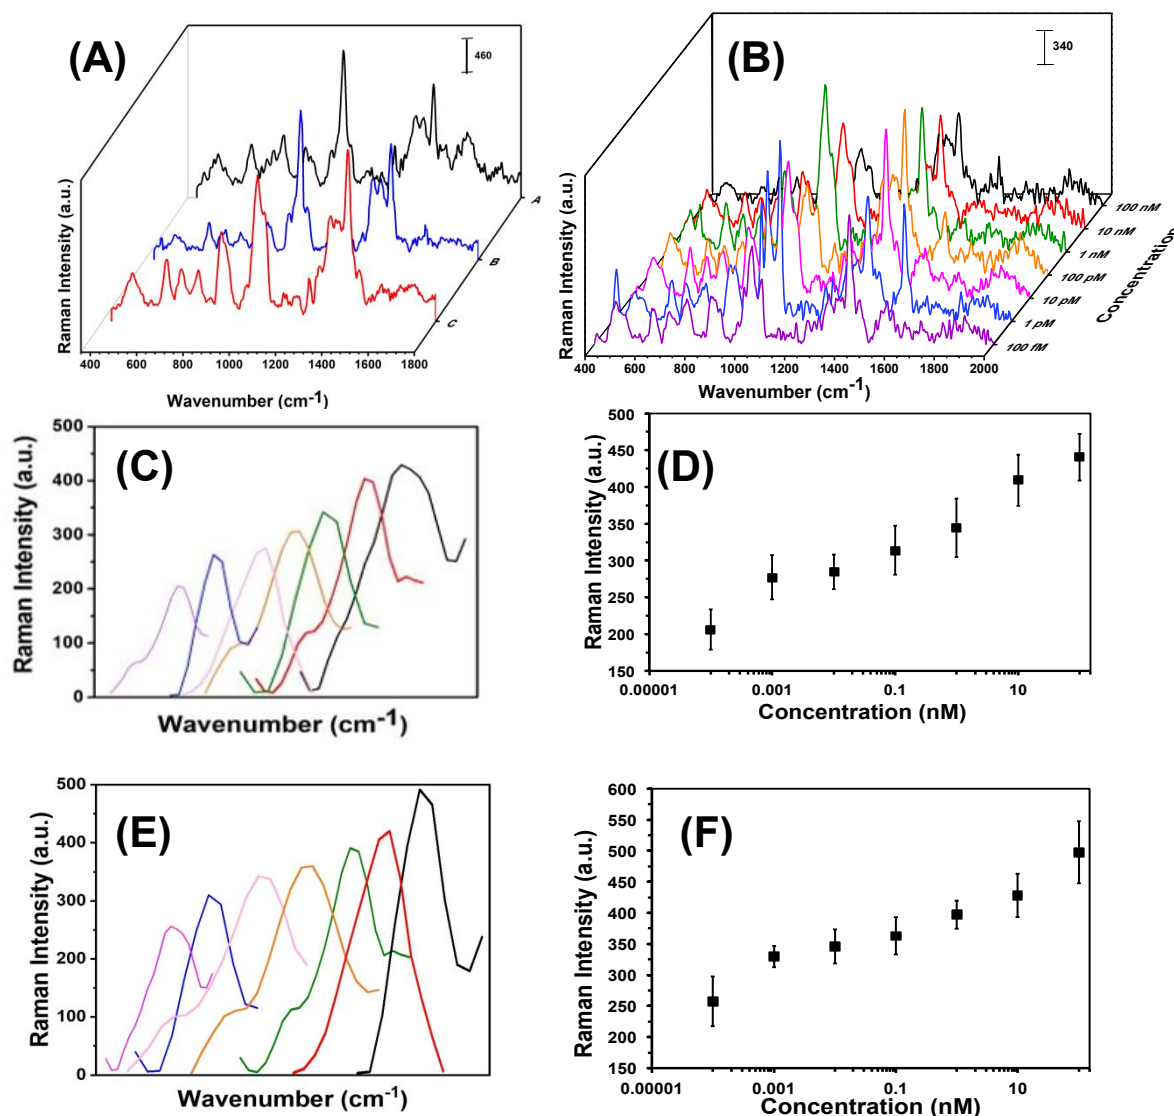 (A)
460
Raman Intensity (a.u.)
A
B
C
400 600 800 1000 1200 1400 1600 1800
Wavenumber (cm-1)
(B)
340
Raman Intensity (a.u.)
100 nM
10 nM
1 nM
100 pM
10 pM
1 pM
100 fM
Concentration
400 600 800 1000 1200 1400 1600 1800 2000
Wavenumber (cm-1)
(C)
Raman Intensity (a.u.)
500
400
300
200
100
0
Wavenumber (cm-1)
(D)
Raman Intensity (a.u.)
500
450
400
350
300
250
200
150
0.00001 0.001 0.1 10
Concentration (nM)
(E)
Raman Intensity (a.u.)
500
400
300
200
100
0
Wavenumber (cm-1)
(F)
Raman Intensity (a.u.)
600
550
500
450
400
350
300
250
200
150
0.00001 0.001 0.1 10
Concentration (nM)